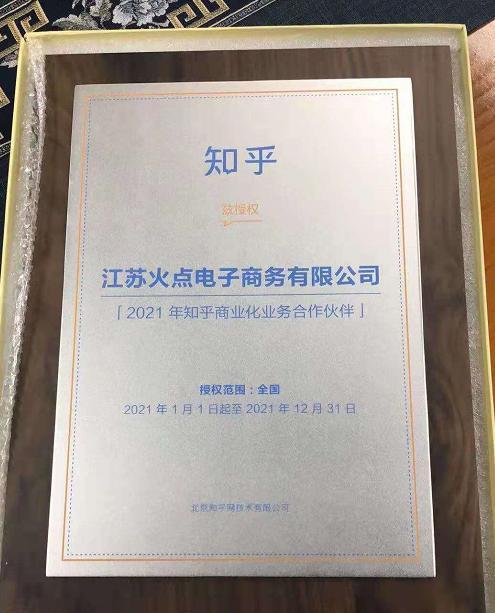 知乎
兹授权
江苏火点电子商务有限公司
「2021 年知乎商业化业务合作伙伴」
授权范围：全国
2021 年 1 月 1 日起至 2021 年 12 月 31 日
北京知乎网技术有限公司